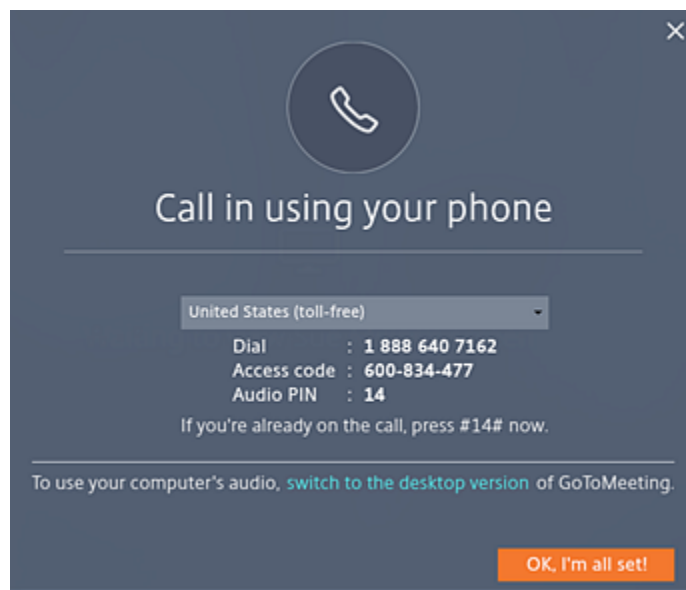 Call in using your phone
United States (toll-free)
Dial : 1 888 640 7162
Access code : 600-834-477
Audio PIN : 14
If you're already on the call, press #14# now.
To use your computer's audio, switch to the desktop version of GoToMeeting.
OK, I'm all set!